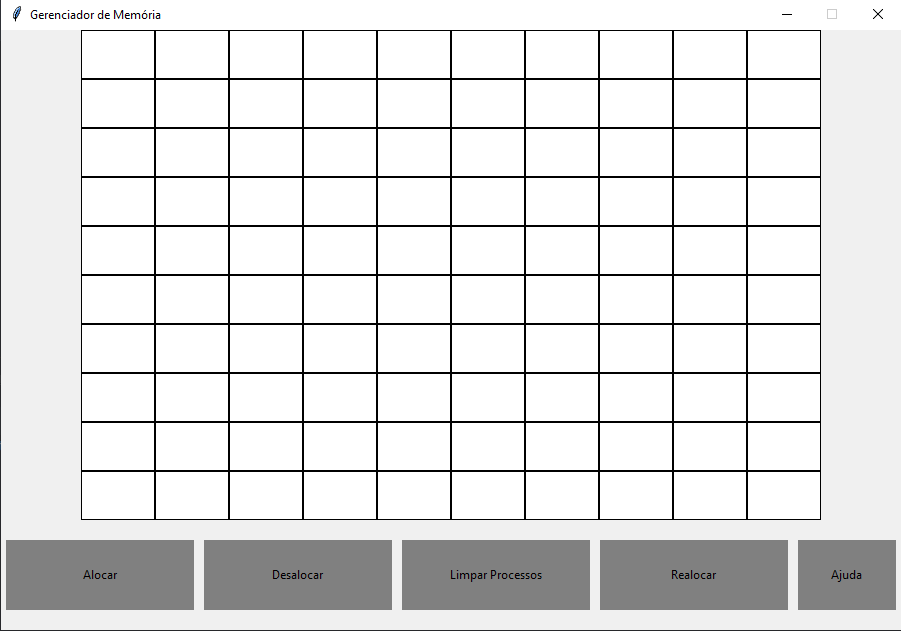 Gerenciador de Memória
Alocar
Desalocar
Limpar Processos
Realocar
Ajuda